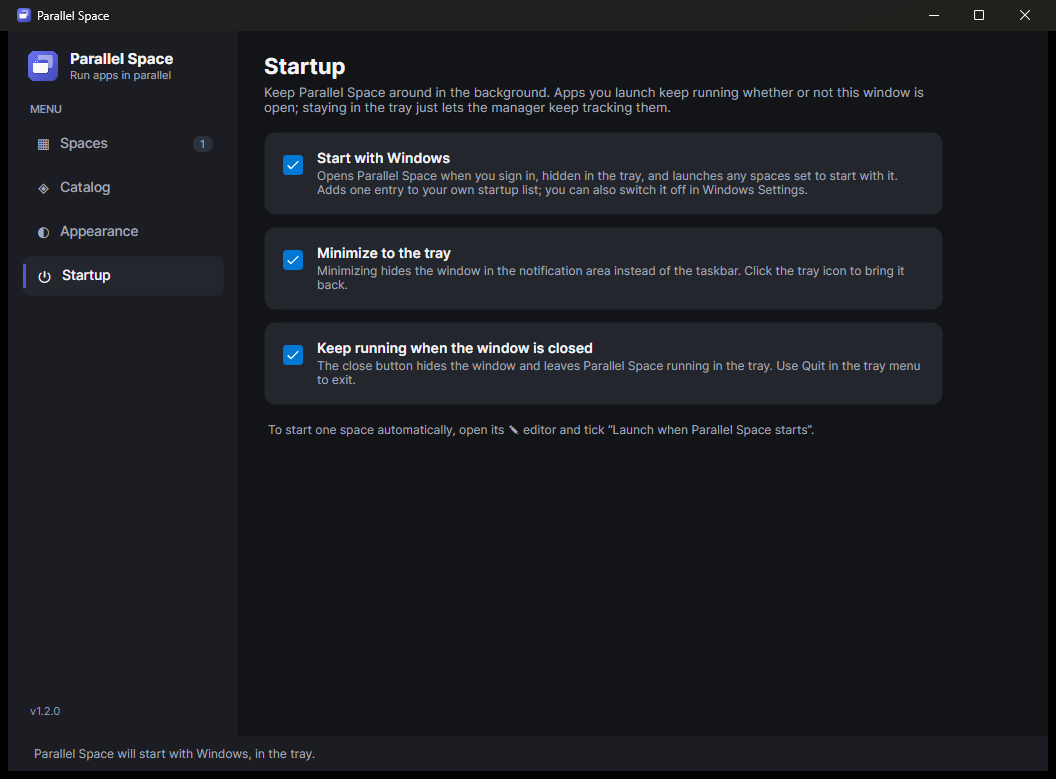 Parallel Space
Parallel Space
Run apps in parallel
MENU
Spaces
1
Catalog
Appearance
Startup
v1.2.0
Startup
Keep Parallel Space around in the background. Apps you launch keep running whether or not this window is
open; staying in the tray just lets the manager keep tracking them.
Start with Windows
Opens Parallel Space when you sign in, hidden in the tray, and launches any spaces set to start with it.
Adds one entry to your own startup list; you can also switch it off in Windows Settings.
Minimize to the tray
Minimizing hides the window in the notification area instead of the taskbar. Click the tray icon to bring it
back.
Keep running when the window is closed
The close button hides the window and leaves Parallel Space running in the tray. Use Quit in the tray menu
to exit.
To start one space automatically, open its ✎ editor and tick “Launch when Parallel Space starts”.
Parallel Space will start with Windows, in the tray.